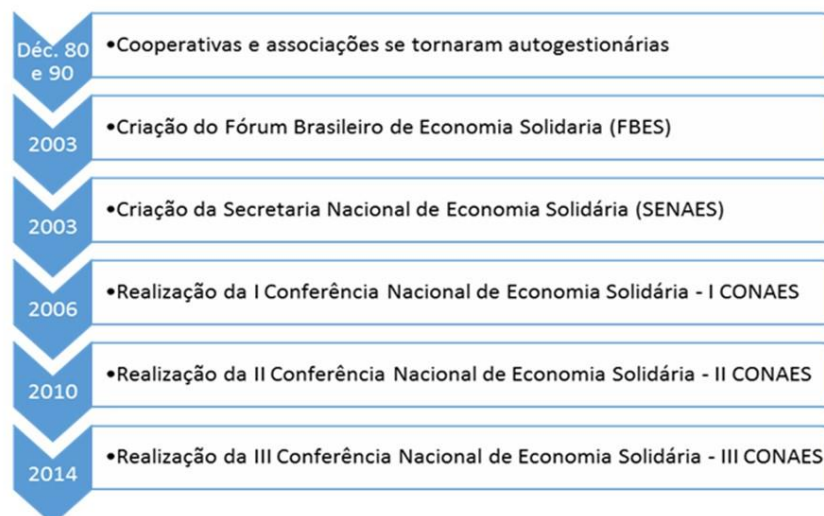 Déc. 80
e 90
•Cooperativas e associações se tornaram autogestionárias
2003
•Criação do Fórum Brasileiro de Economia Solidaria (FBES)
2003
•Criação da Secretaria Nacional de Economia Solidária (SENAES)
2006
•Realização da I Conferência Nacional de Economia Solidária - I CONAES
2010
•Realização da II Conferência Nacional de Economia Solidária - II CONAES
2014
•Realização da III Conferência Nacional de Economia Solidária - III CONAES